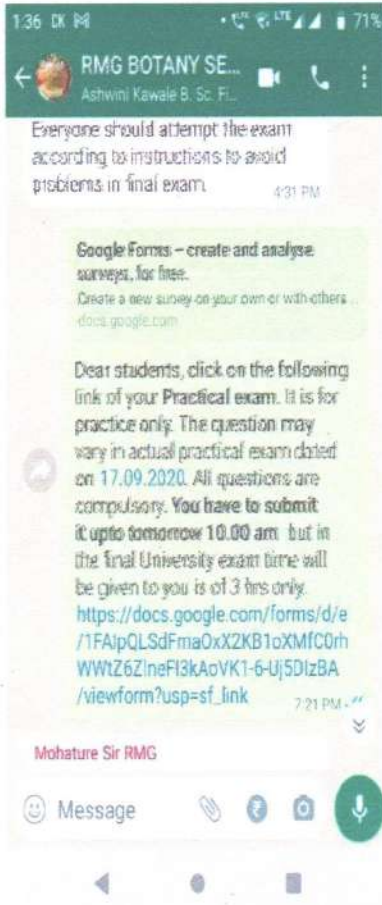 1:36 CK
LTE 71%
RMG BOTANY SE...
Ashwini Kawale B. Sc. Fi...
Everyone should attempt the exam
according to instructions to avoid
problems in final exam.
4:31 PM
Google Forms – create and analyse
surveys, for free.
Create a new survey on your own or with others ...
docs.google.com
Dear students, click on the following
link of your Practical exam. It is for
practice only. The question may
vary in actual practical exam dated
on 17.09.2020. All questions are
compulsory. You have to submit
it upto tomorrow 10.00 am but in
the final University exam time will
be given to you is of 3 hrs only.
https://docs.google.com/forms/d/e
/1FAIpQLSdFmaOxX2KB1oXMfC0rh
WWtZ6ZIneFI3kAoVK1-6-Uj5DIzBA
/viewform?usp=sf_link
7:21 PM
Mohature Sir RMG
Message